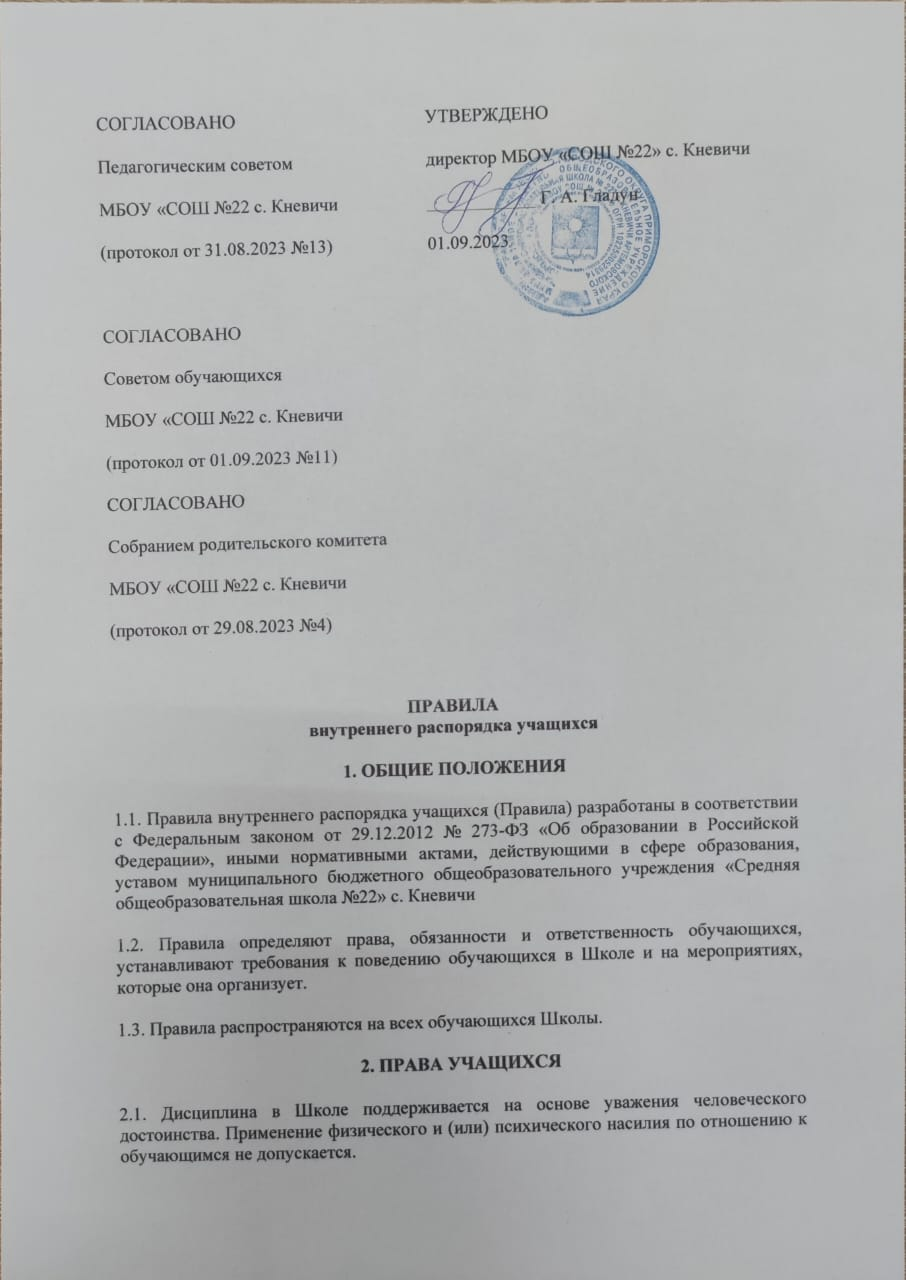 СОГЛАСОВАНО
Педагогическим советом
МБОУ «СОШ №22 с. Кневичи
(протокол от 31.08.2023 №13)
УТВЕРЖДЕНО
директор МБОУ «СОШ №22» с. Кневичи
Г. А. Гладун
01.09.2023
СОГЛАСОВАНО
Советом обучающихся
МБОУ «СОШ №22 с. Кневичи
(протокол от 01.09.2023 №11)
СОГЛАСОВАНО
Собранием родительского комитета
МБОУ «СОШ №22 с. Кневичи
(протокол от 29.08.2023 №4)
ПРАВИЛА
внутреннего распорядка учащихся
1. ОБЩИЕ ПОЛОЖЕНИЯ
1.1. Правила внутреннего распорядка учащихся (Правила) разработаны в соответствии
с Федеральным законом от 29.12.2012 № 273-ФЗ «Об образовании в Российской
Федерации», иными нормативными актами, действующими в сфере образования,
уставом муниципального бюджетного общеобразовательного учреждения «Средняя
общеобразовательная школа №22» с. Кневичи
1.2. Правила определяют права, обязанности и ответственность обучающихся,
устанавливают требования к поведению обучающихся в Школе и на мероприятиях,
которые она организует.
1.3. Правила распространяются на всех обучающихся Школы.
2. ПРАВА УЧАЩИХСЯ
2.1. Дисциплина в Школе поддерживается на основе уважения человеческого
достоинства. Применение физического и (или) психического насилия по отношению к
обучающимся не допускается.